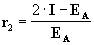 r₂ = (2 · I − E_A) / E_A